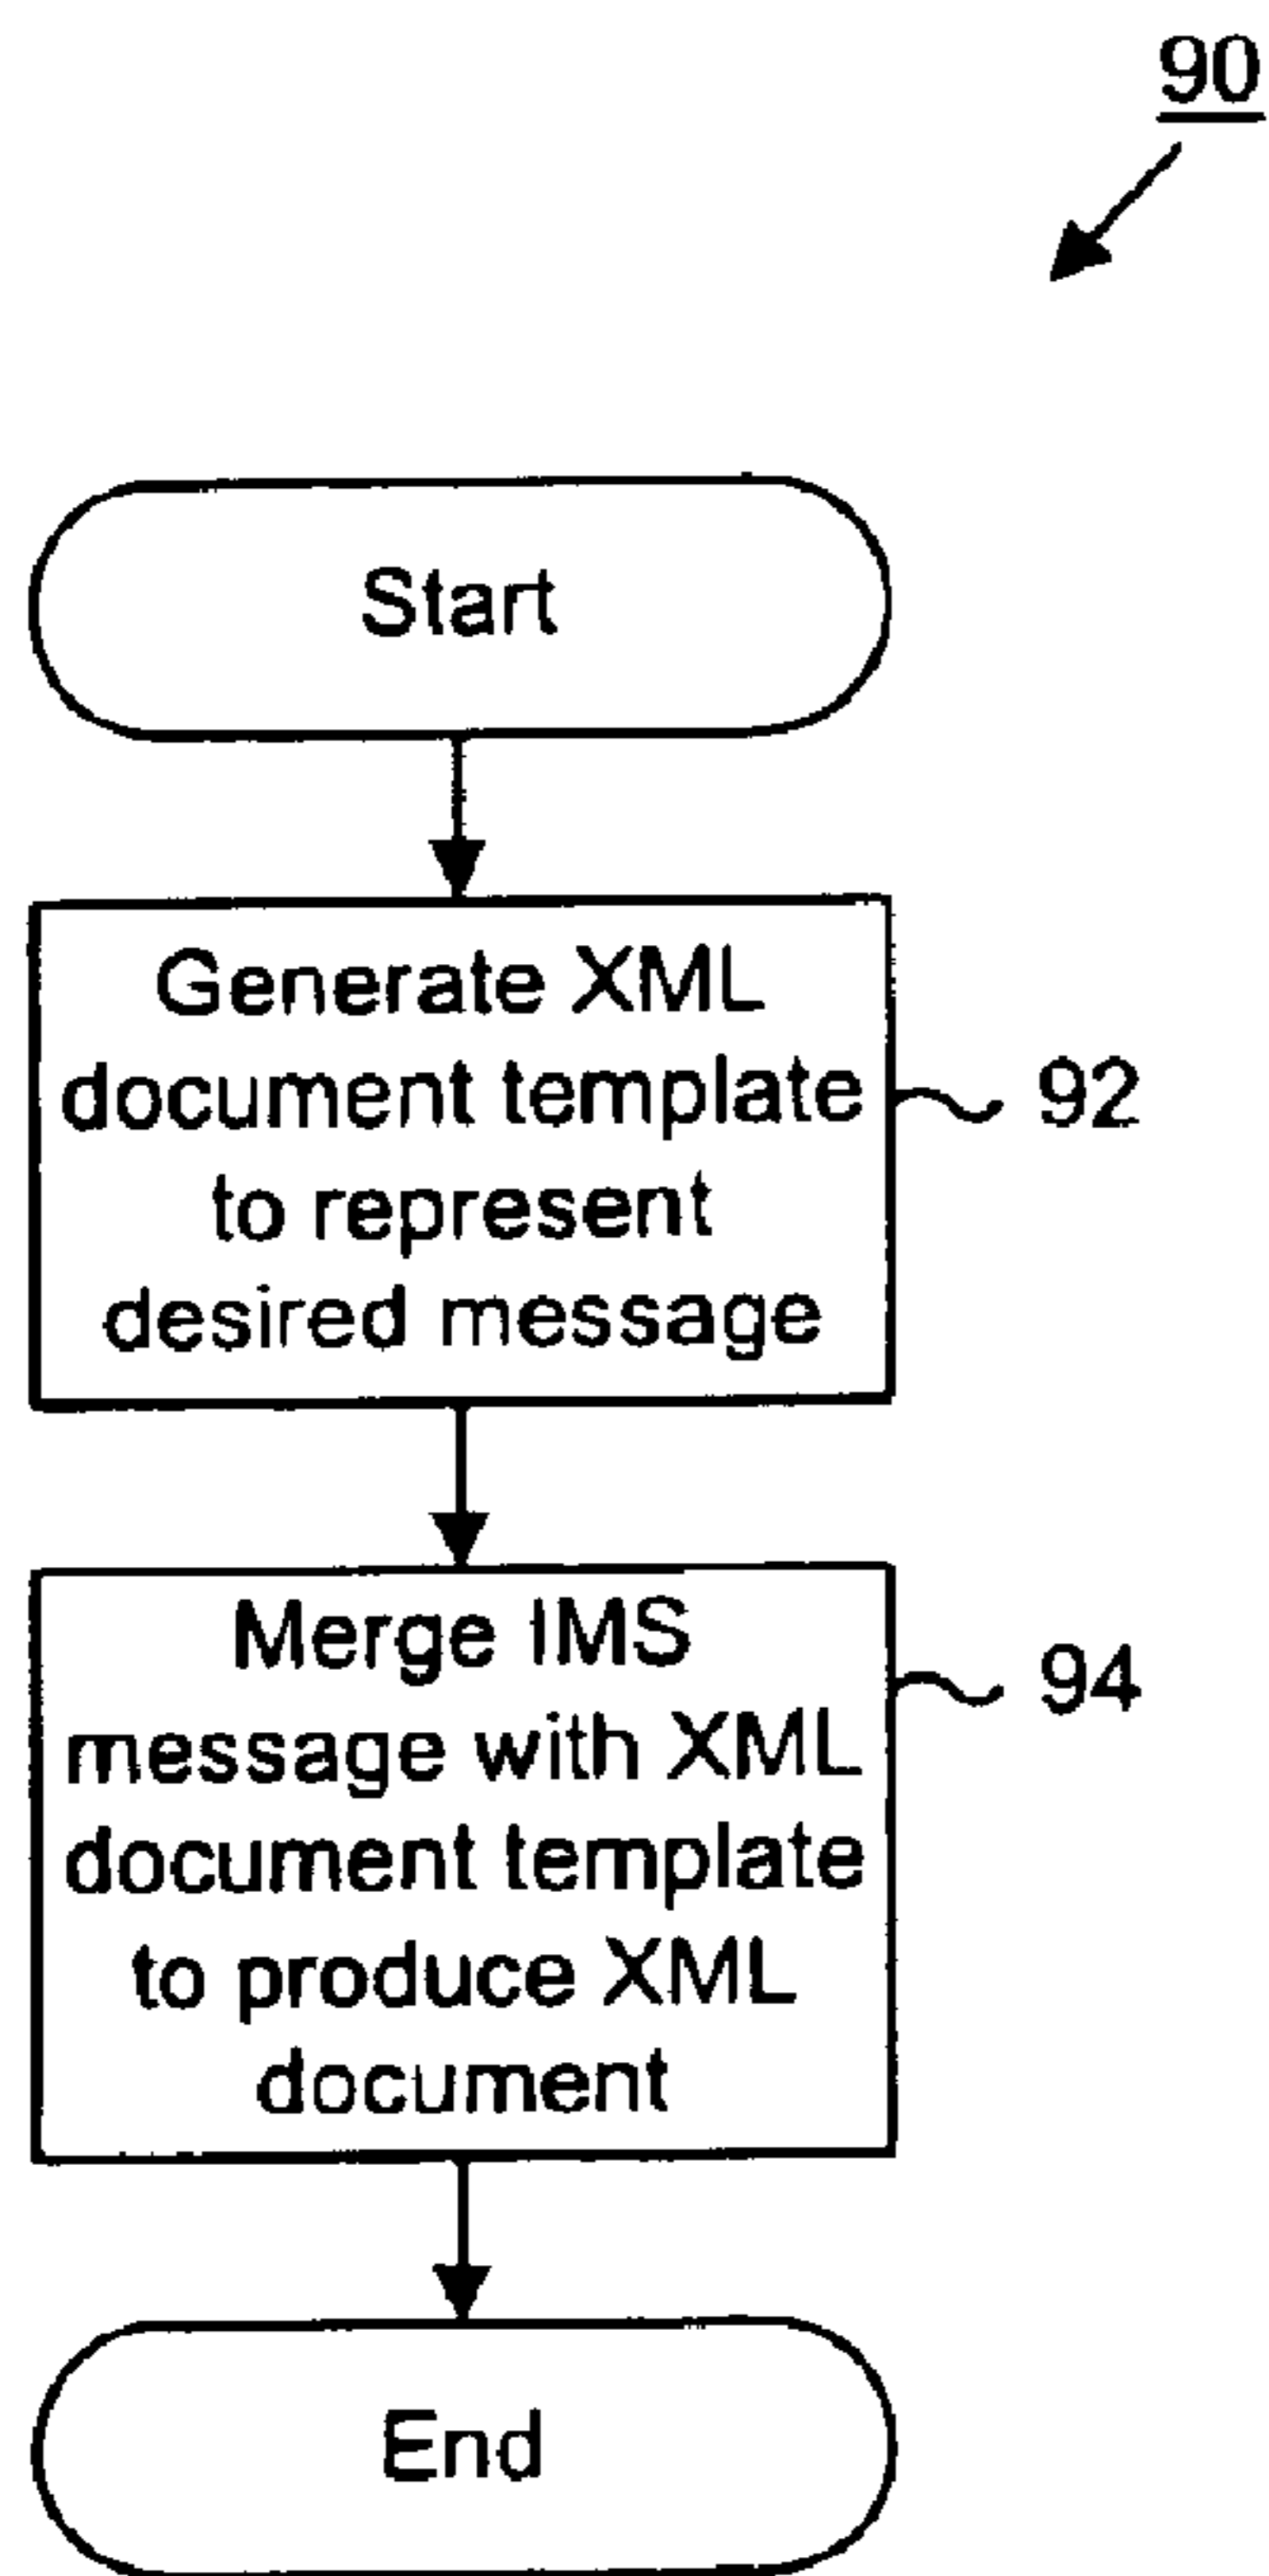 90
Start
Generate XML
document template
to represent
desired message
92
Merge IMS
message with XML
document template
to produce XML
document
94
End